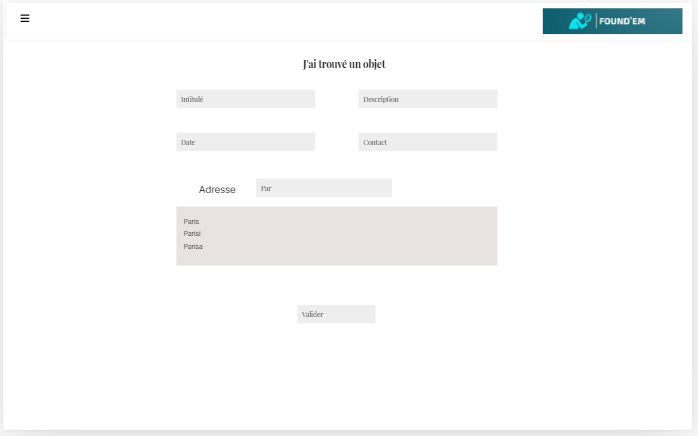 FOUND'EM
J'ai trouvé un objet
Intitulé
Description
Date
Contact
Adresse
Par
Paris
Parisi
Parisa
Valider